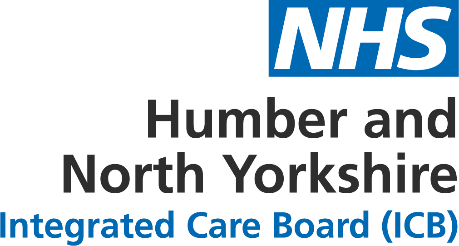 NHS
Humber and
North Yorkshire
Integrated Care Board (ICB)